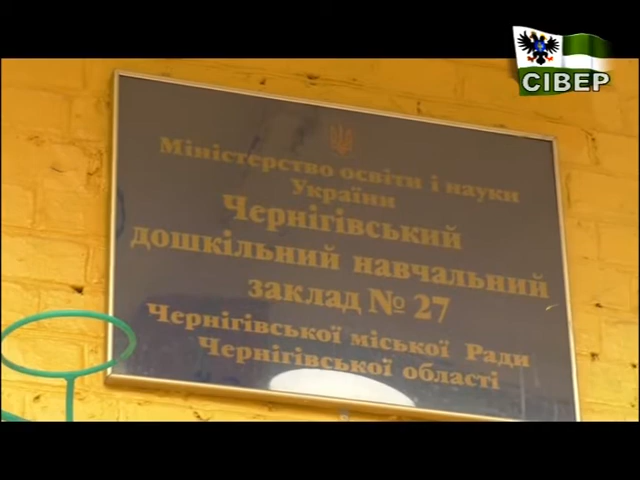 СІВЕР
Міністерство освіти і науки
України
Чернігівський
дошкільний навчальний
заклад № 27
Чернігівської міської Ради
Чернігівської області